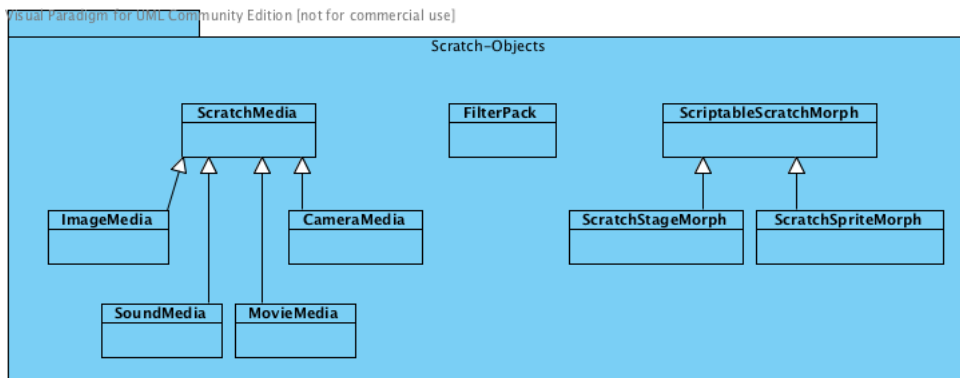 Visual Paradigm for UML Community Edition [not for commercial use]
Scratch-Objects
ScratchMedia
FilterPack
ScriptableScratchMorph
ImageMedia
CameraMedia
ScratchStageMorph
ScratchSpriteMorph
SoundMedia
MovieMedia